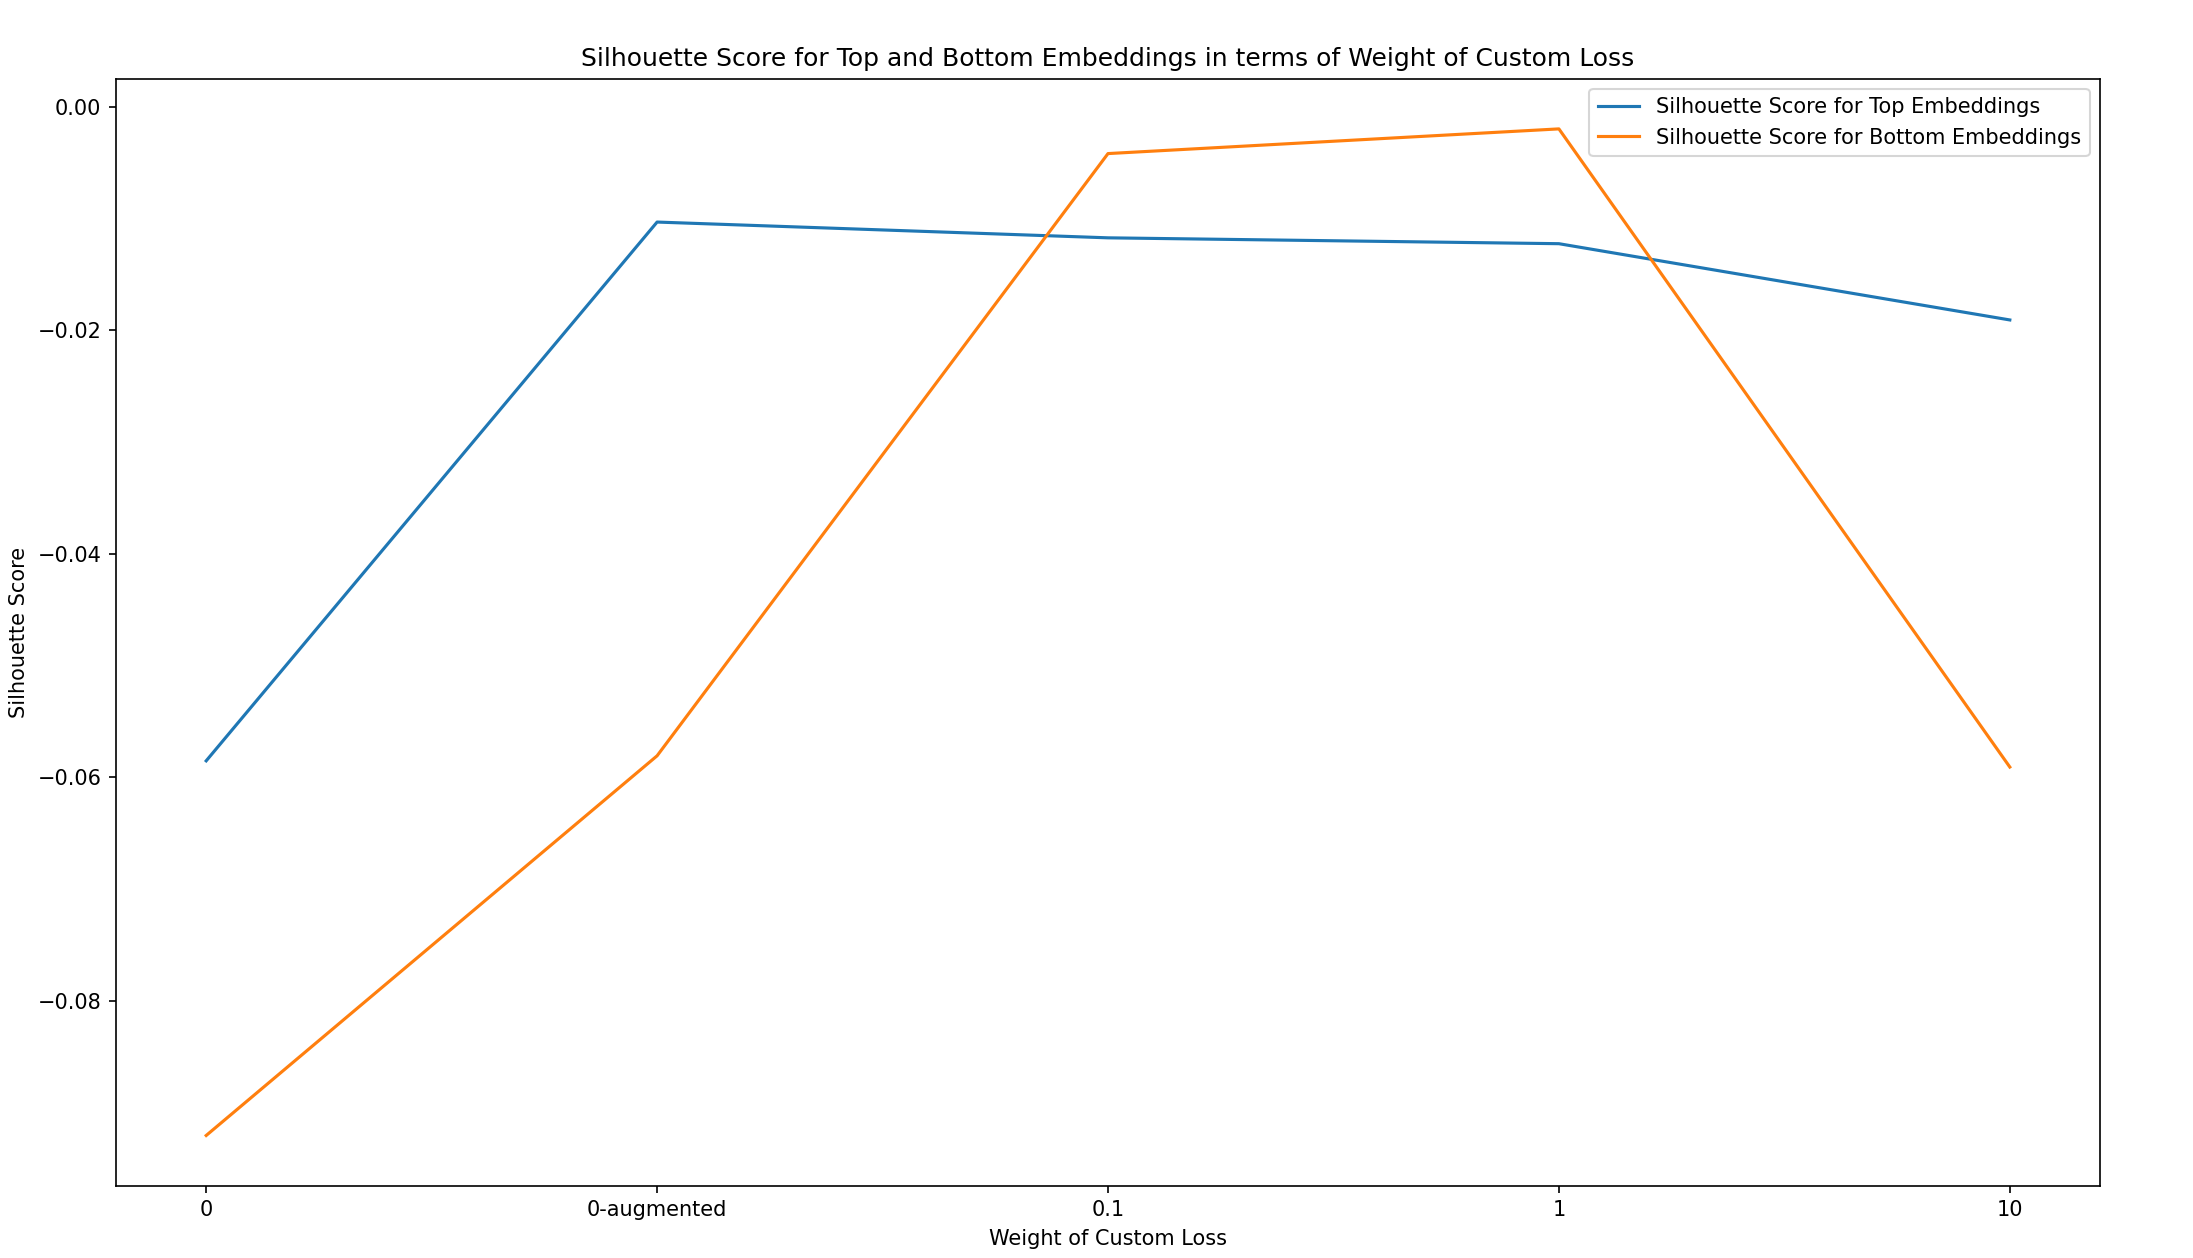 Silhouette Score for Top and Bottom Embeddings in terms of Weight of Custom Loss
Silhouette Score for Top Embeddings
Silhouette Score for Bottom Embeddings
0.00
−0.02
−0.04
−0.06
−0.08
Silhouette Score
0
0-augmented
0.1
1
10
Weight of Custom Loss